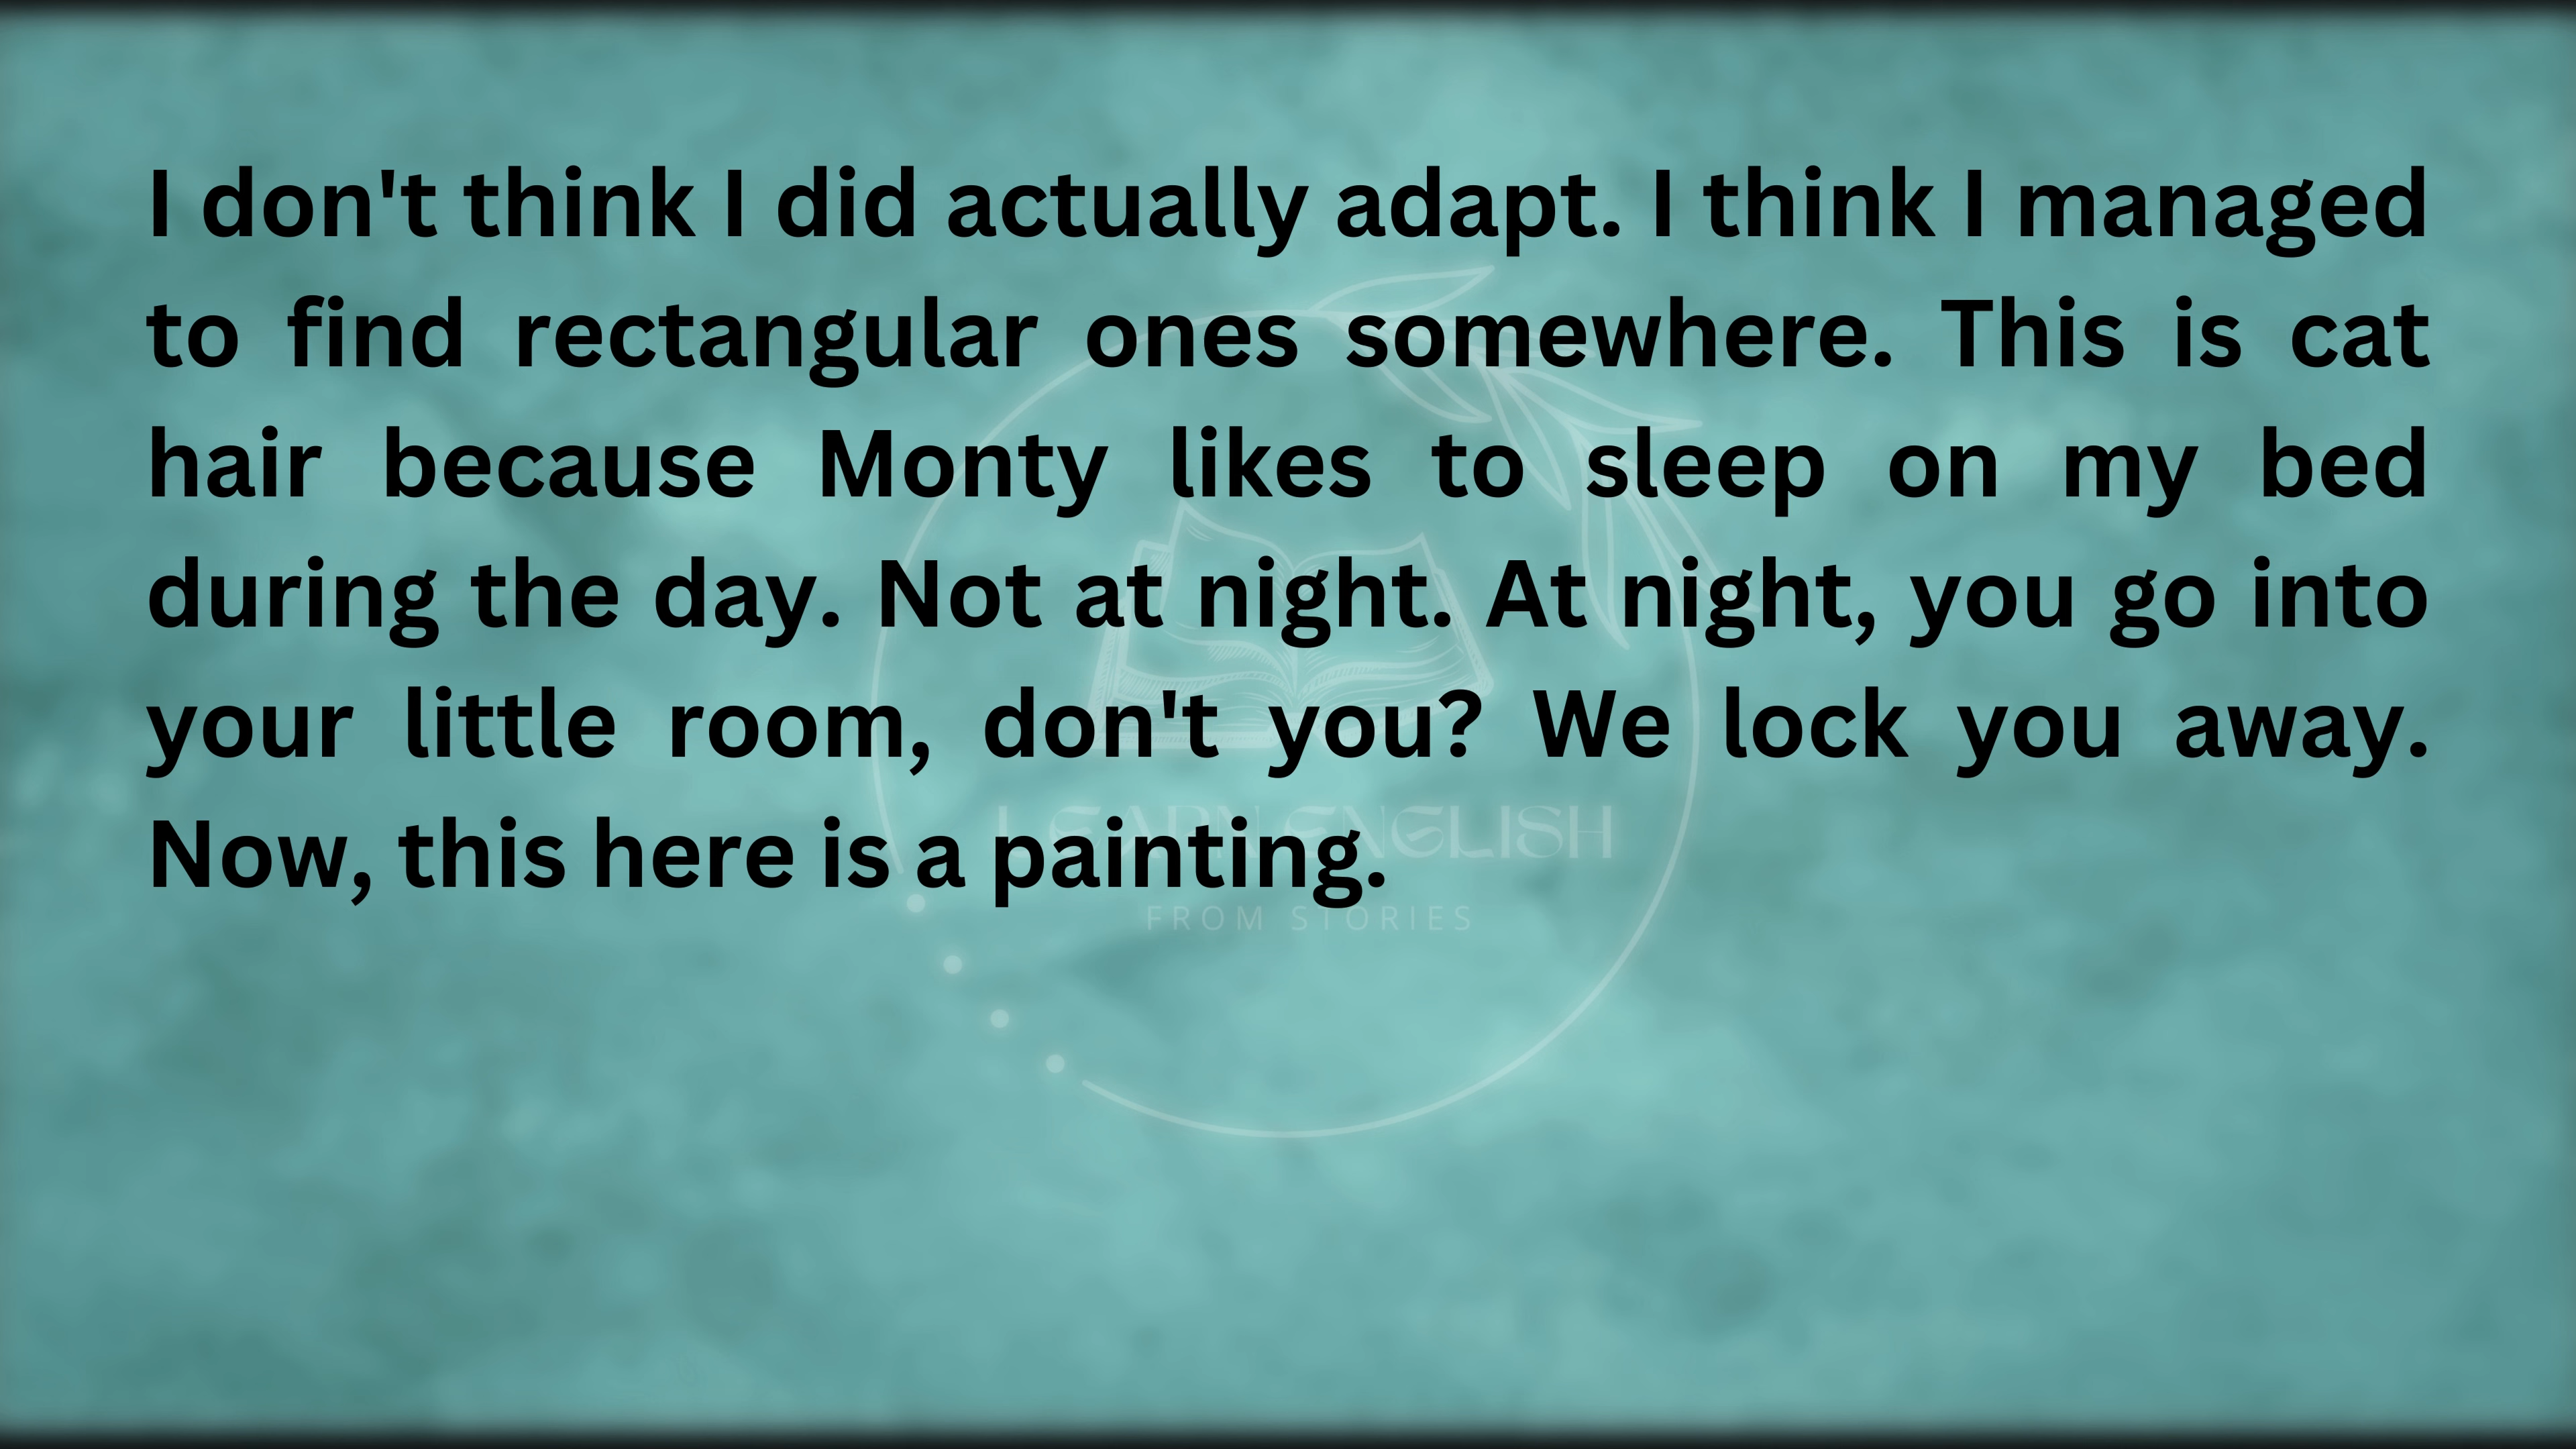 I don't think I did actually adapt. I think I managed
to find rectangular ones somewhere. This is cat
hair because Monty likes to sleep on my bed
during the day. Not at night. At night, you go into
your little room, don't you? We lock you away.
Now, this here is a painting.
LEARN ENGLISH
FROM STORIES